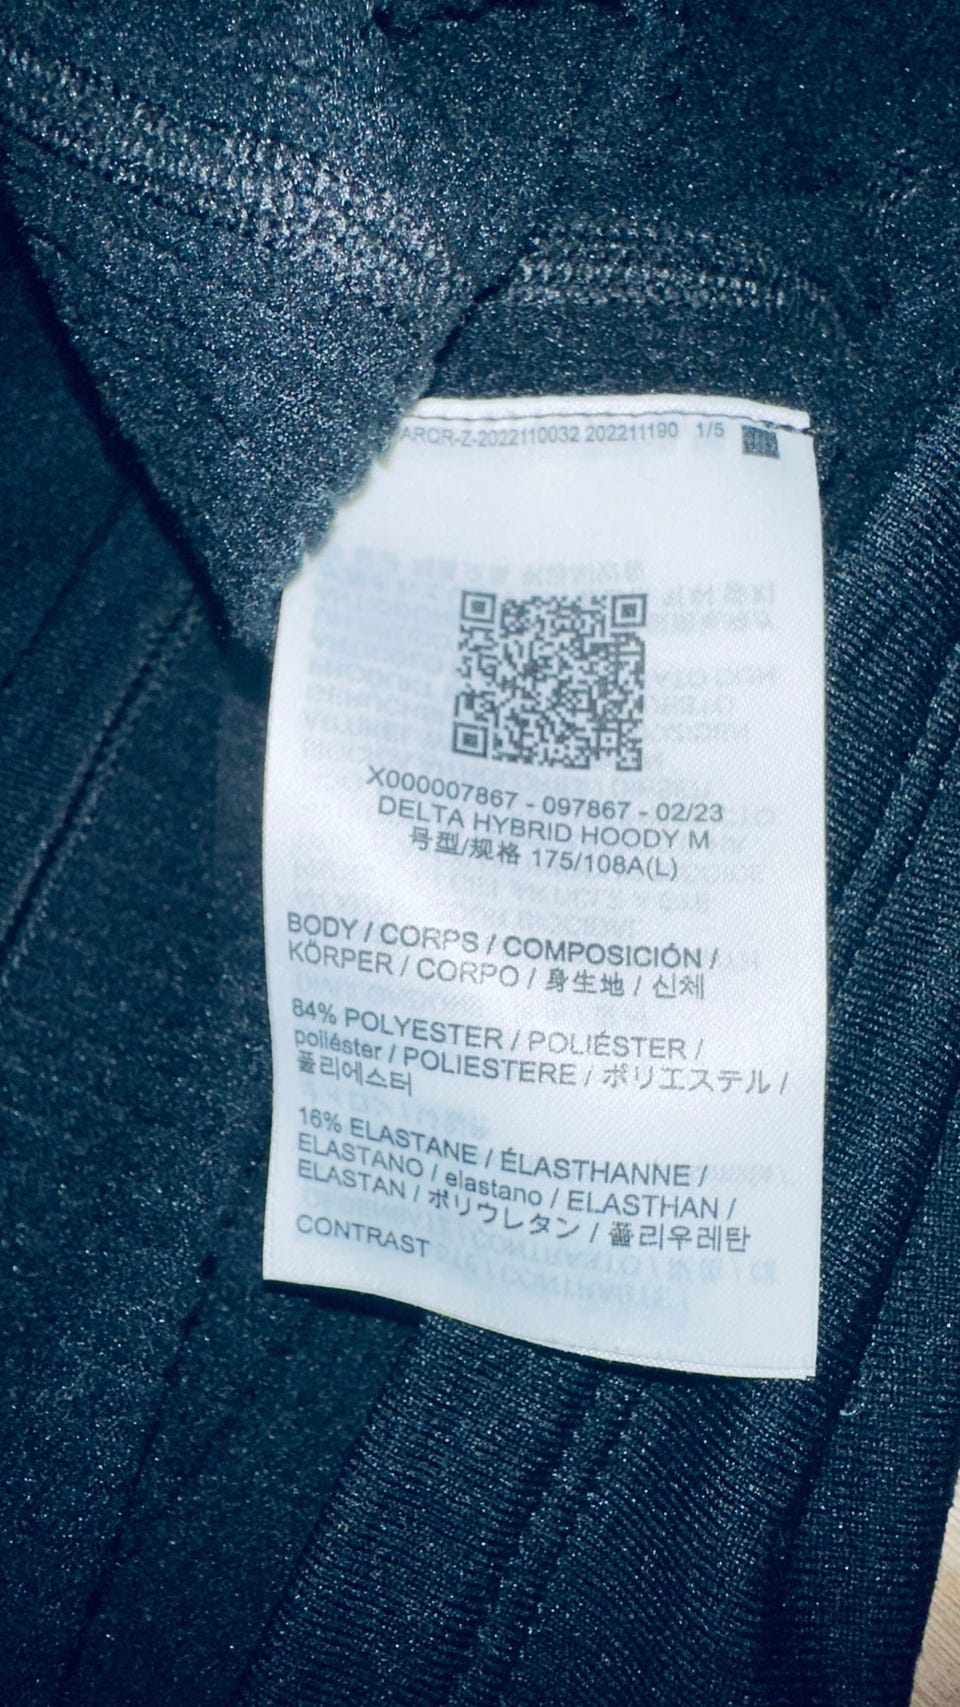 ARQR-Z-2022110032 202211190 1/5
X000007867 - 097867 - 02/23
DELTA HYBRID HOODY M
号型/规格 175/108A(L)
BODY / CORPS / COMPOSICIÓN /
KÖRPER / CORPO / 身生地 / 신체
84% POLYESTER / POLIÉSTER /
poliéster / POLIESTERE / ポリエステル /
폴리에스터
16% ELASTANE / ÉLASTHANNE /
ELASTANO / elastano / ELASTHAN /
ELASTAN / ポリウレタン / 폴리우레탄
CONTRAST